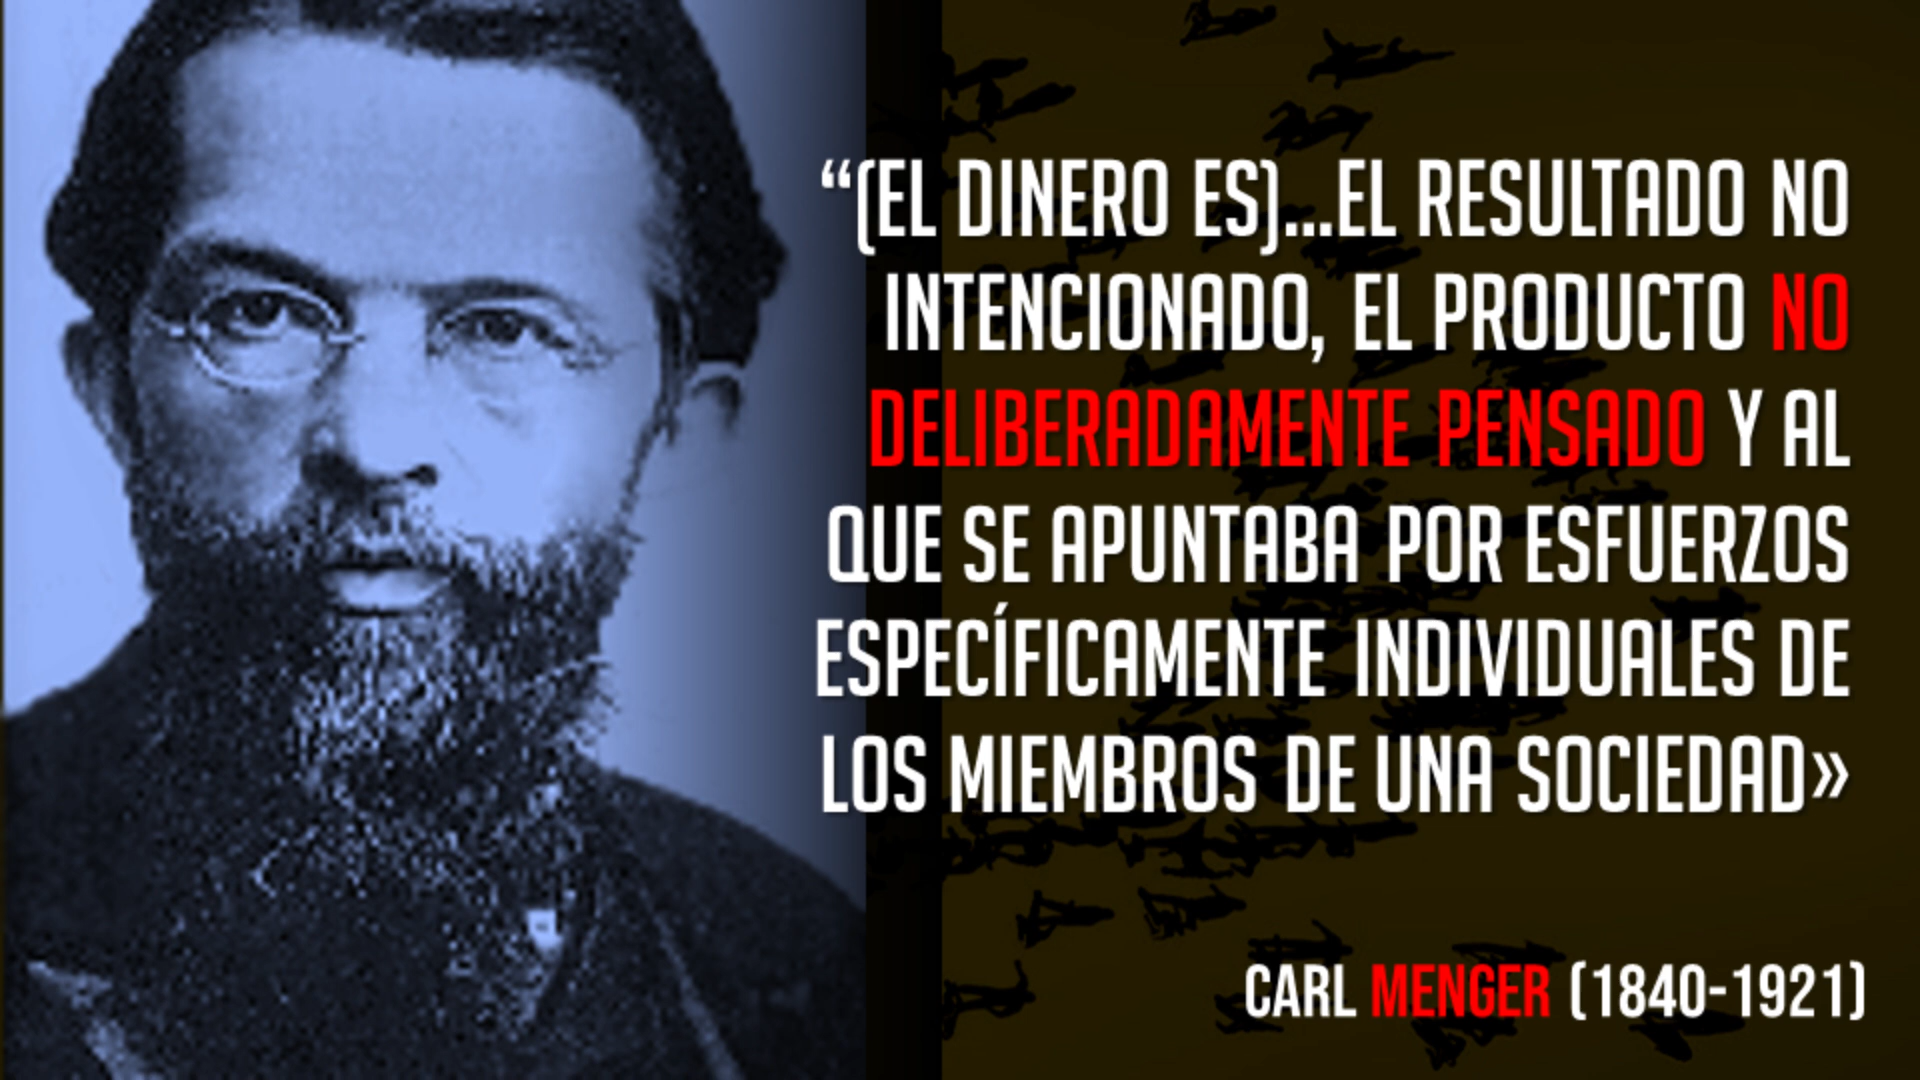 “(EL DINERO ES)...EL RESULTADO NO
INTENCIONADO, EL PRODUCTO NO
DELIBERADAMENTE PENSADO Y AL
QUE SE APUNTABA POR ESFUERZOS
ESPECÍFICAMENTE INDIVIDUALES DE
LOS MIEMBROS DE UNA SOCIEDAD»
CARL MENGER (1840-1921)